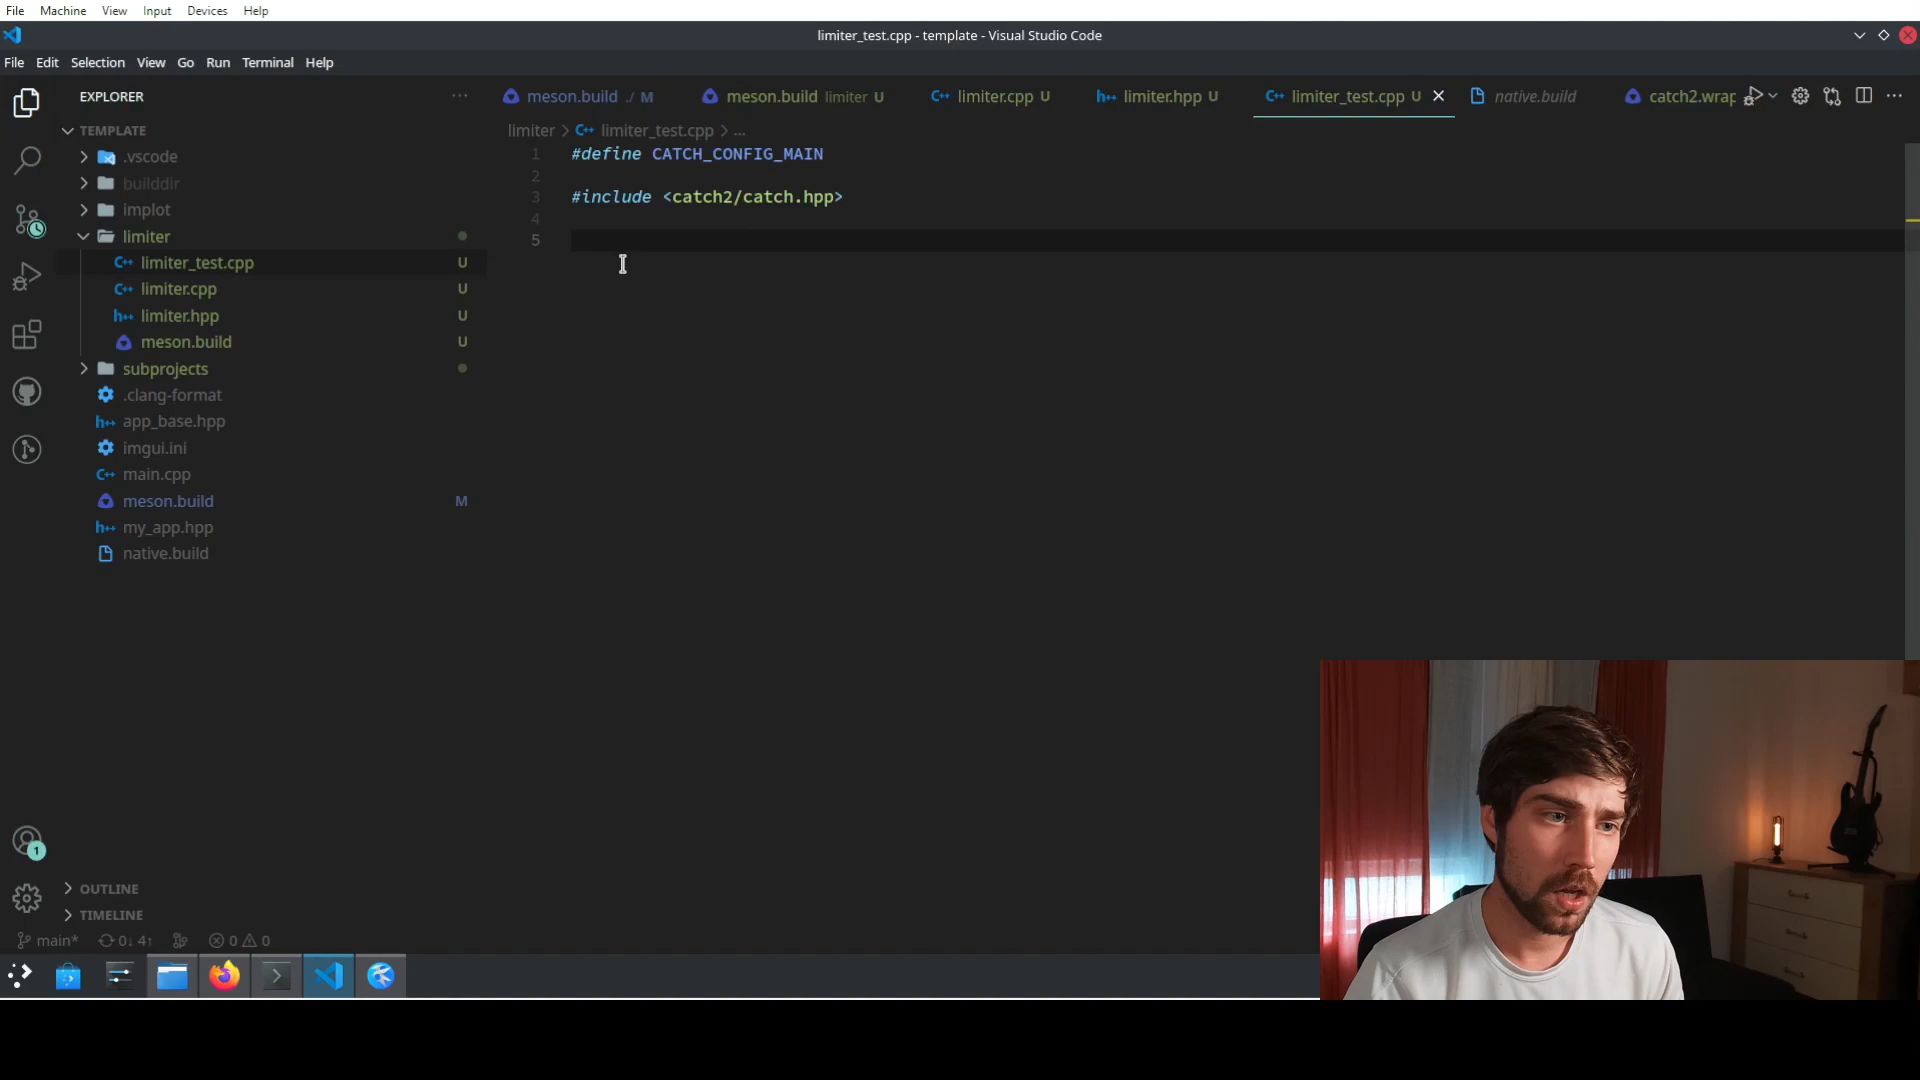 File Machine View Input Devices Help
limiter_test.cpp - template - Visual Studio Code
File Edit Selection View Go Run Terminal Help
EXPLORER ···
meson.build ./ M
meson.build limiter U
limiter.cpp U
limiter.hpp U
limiter_test.cpp U
native.build
catch2.wrap
limiter > limiter_test.cpp > ...
TEMPLATE
.vscode
builddir
implot
limiter
limiter_test.cpp U
limiter.cpp U
limiter.hpp U
meson.build U
subprojects
.clang-format
app_base.hpp
imgui.ini
main.cpp
meson.build M
my_app.hpp
native.build
1 #define CATCH_CONFIG_MAIN
2
3 #include <catch2/catch.hpp>
4
5
1
OUTLINE
TIMELINE
main* 0↓ 4↑ 0 0